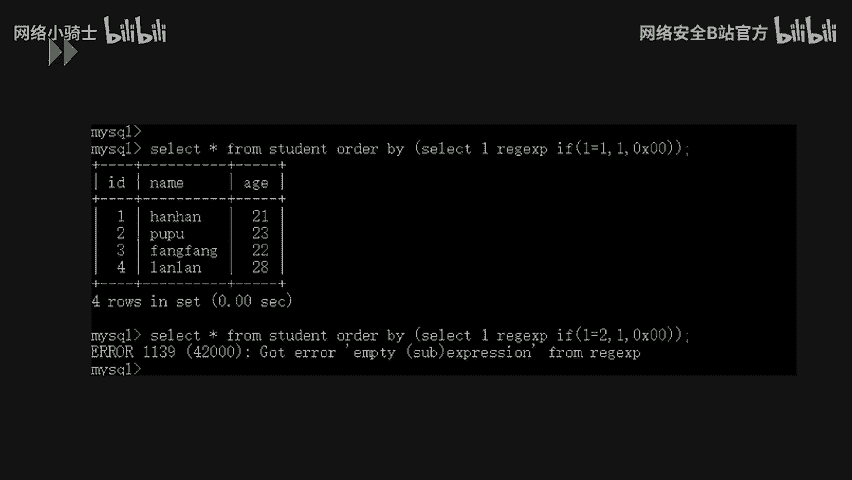 网络小骑士 bilibili
网络安全B站官方 bilibili
mysql>
mysql> select * from student order by (select 1 regexp if(1=1,1,0x00));
+----+----------+-----+
| id | name     | age |
+----+----------+-----+
|  1 | hanhan   |  21 |
|  2 | pupu     |  23 |
|  3 | fangfang |  22 |
|  4 | lanlan   |  28 |
+----+----------+-----+
4 rows in set (0.00 sec)
mysql> select * from student order by (select 1 regexp if(1=2,1,0x00));
ERROR 1139 (42000): Got error 'empty (sub)expression' from regexp
mysql>